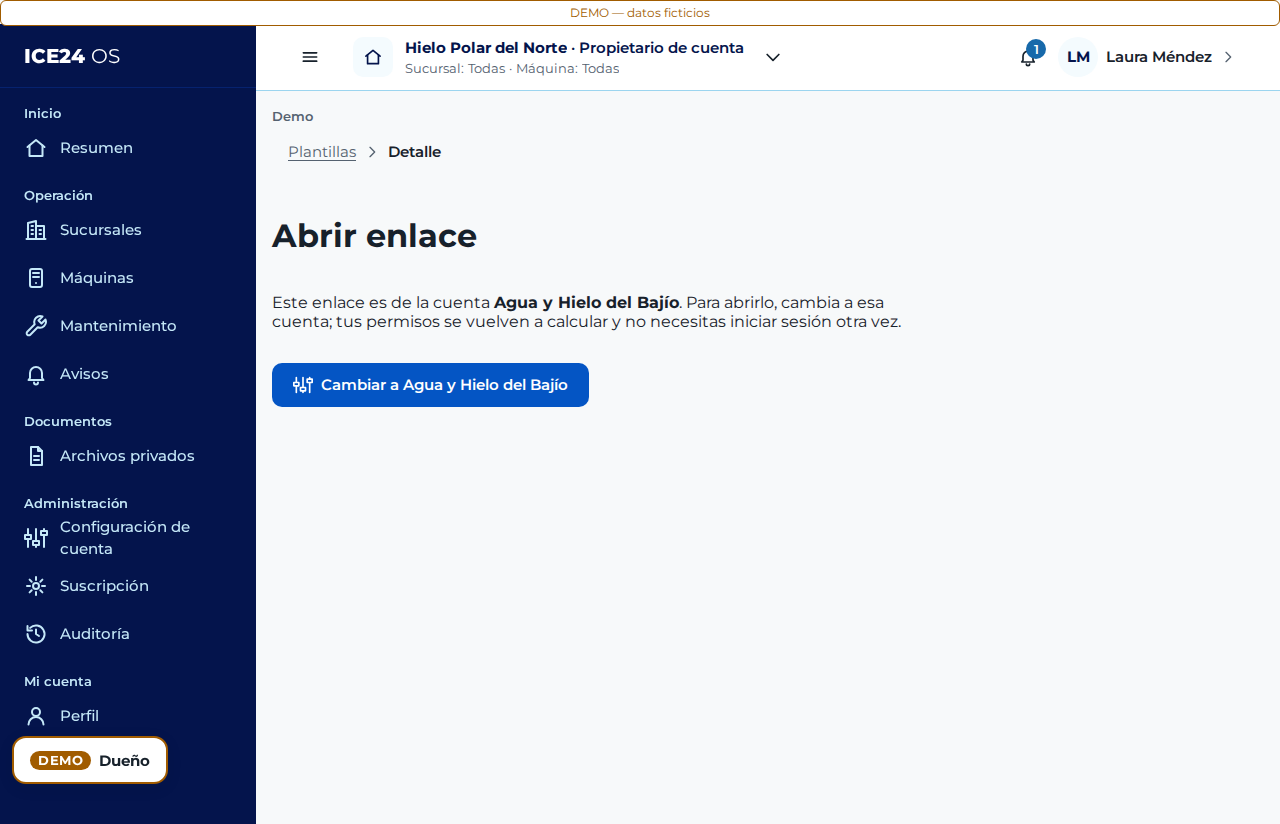 DEMO — datos ficticios
ICE24 OS
Inicio
Resumen
Operación
Sucursales
Máquinas
Mantenimiento
Avisos
Documentos
Archivos privados
Administración
Configuración de
cuenta
Suscripción
Auditoría
Mi cuenta
Perfil
DEMO Dueño
Hielo Polar del Norte · Propietario de cuenta
Sucursal: Todas · Máquina: Todas
1
LM Laura Méndez
Demo
Plantillas > Detalle
Abrir enlace
Este enlace es de la cuenta Agua y Hielo del Bajío. Para abrirlo, cambia a esa
cuenta; tus permisos se vuelven a calcular y no necesitas iniciar sesión otra vez.
Cambiar a Agua y Hielo del Bajío